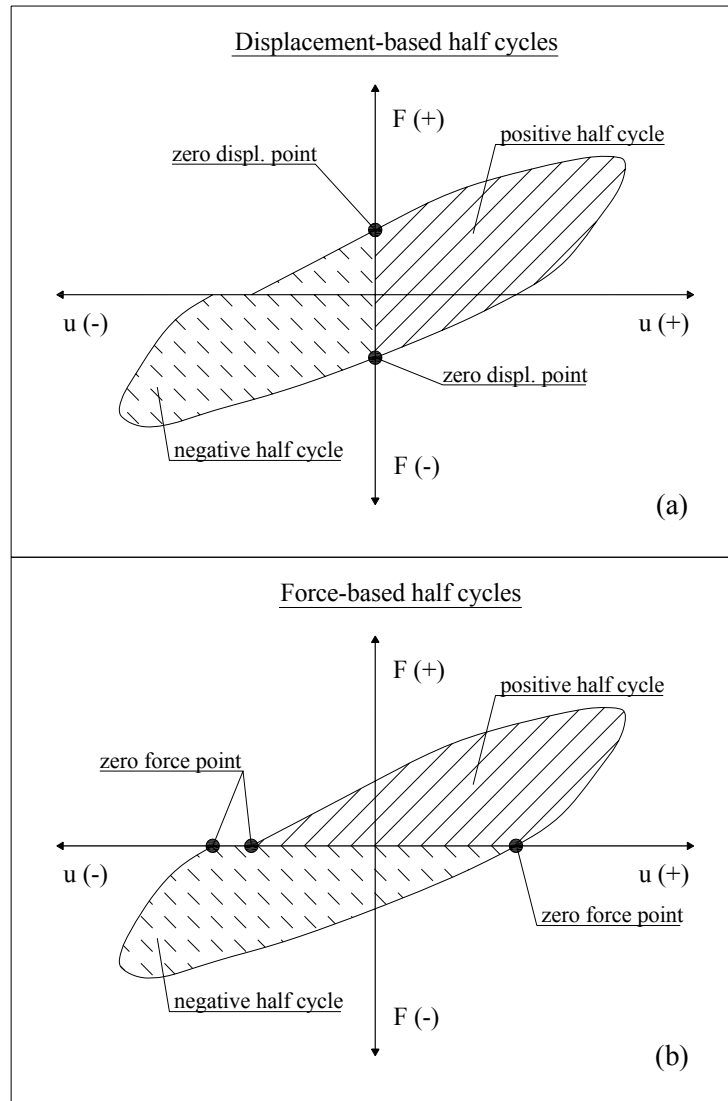 Displacement-based half cycles
F (+)
positive half cycle
zero displ. point
u (-)
u (+)
zero displ. point
negative half cycle
F (-)
(a)
Force-based half cycles
F (+)
positive half cycle
zero force point
u (-)
u (+)
zero force point
negative half cycle
F (-)
(b)